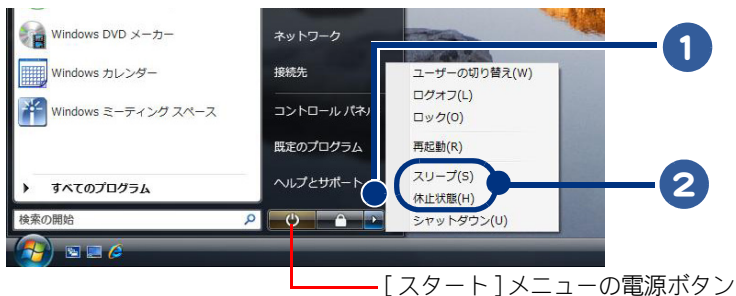 Windows DVD メーカー
Windows カレンダー
Windows ミーティング スペース
すべてのプログラム
検索の開始
ネットワーク
接続先
コントロール パネル
既定のプログラム
ヘルプとサポート
ユーザーの切り替え(W)
ログオフ(L)
ロック(O)
再起動(R)
スリープ(S)
休止状態(H)
シャットダウン(U)
1
2
[ スタート ] メニューの電源ボタン